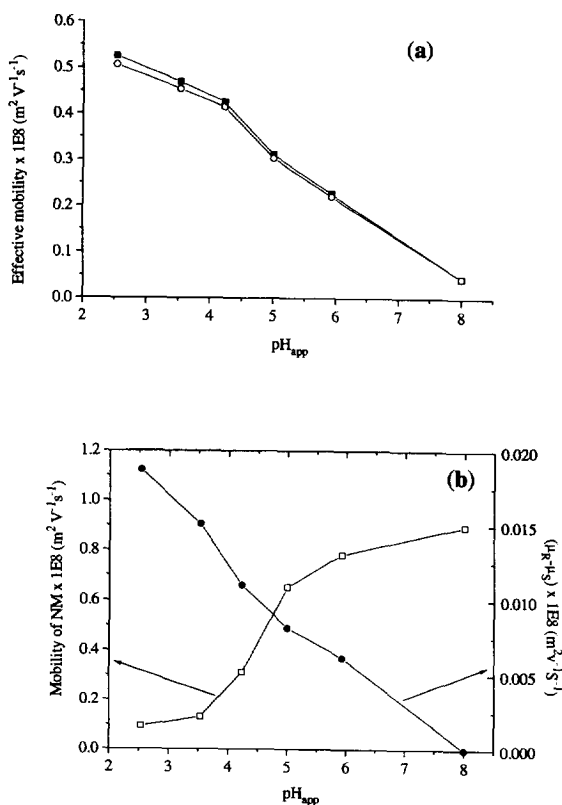 (a)
Effective mobility x 1E8 (m² V⁻¹s⁻¹)
0.6
0.5
0.4
0.3
0.2
0.1
0.0
2 3 4 5 6 7 8
pH_app
(b)
Mobility of NM x 1E8 (m² V⁻¹s⁻¹)
1.2
1.0
0.8
0.6
0.4
0.2
0.0
0.020
0.015
0.010
0.005
0.000
(μ_R-μ_S) x 1E8 (m²v⁻¹S⁻¹)
2 3 4 5 6 7 8
pH_app